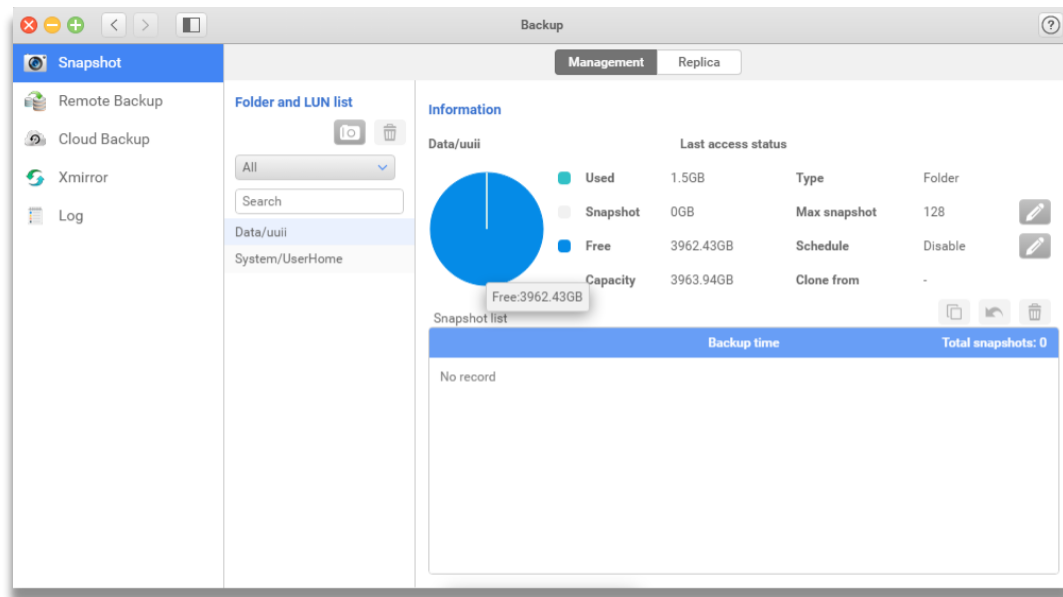 Backup
?
Snapshot
Remote Backup
Cloud Backup
Xmirror
Log
Management
Replica
Folder and LUN list
All
Search
Data/uuii
System/UserHome
Information
Data/uuii
Last access status
Used 1.5GB Type Folder
Snapshot 0GB Max snapshot 128
Free 3962.43GB Schedule Disable
Capacity 3963.94GB Clone from -
Free:3962.43GB
Snapshot list
Backup time Total snapshots: 0
No record